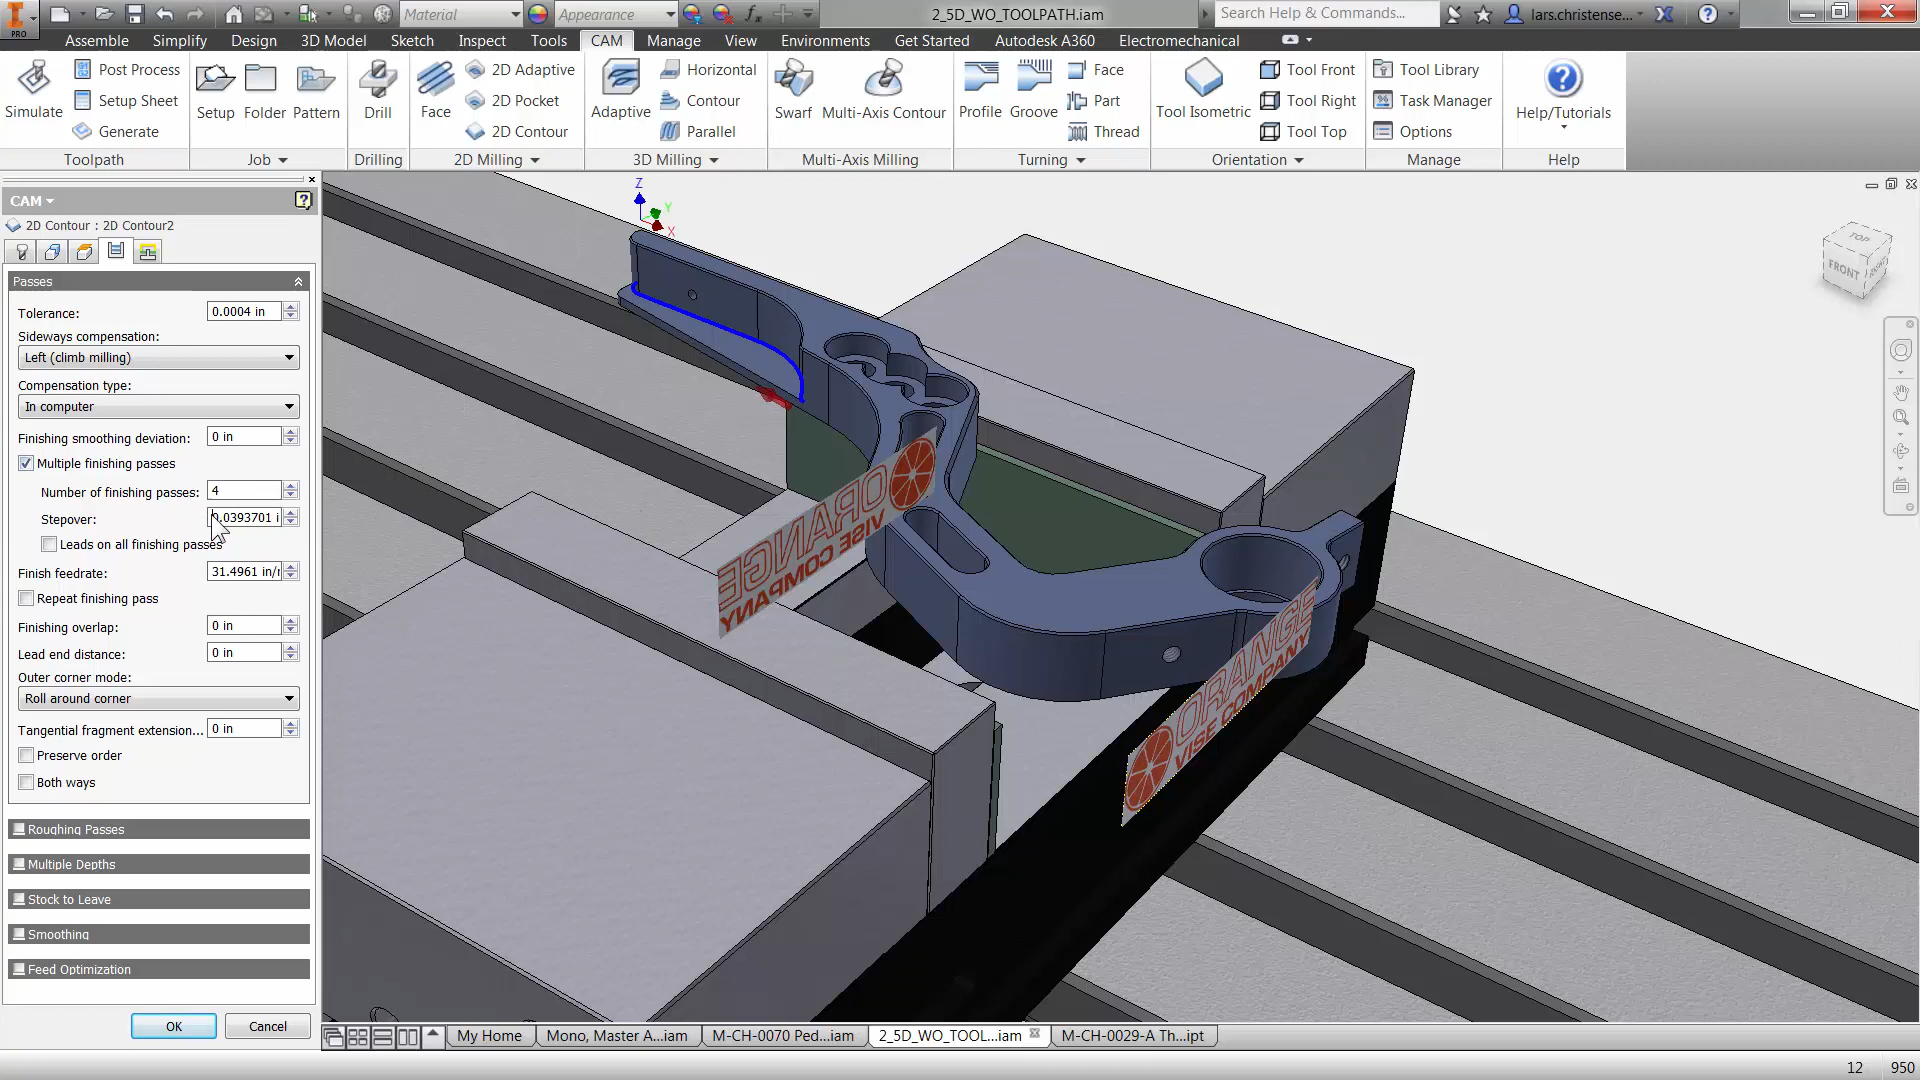 PRO
Material
Appearance
2_5D_WO_TOOLPATH.iam
Search Help & Commands...
lars.christense...
Assemble
Simplify
Design
3D Model
Sketch
Inspect
Tools
CAM
Manage
View
Environments
Get Started
Autodesk A360
Electromechanical
Simulate
Post Process
Setup Sheet
Generate
Toolpath
Setup
Folder
Pattern
Job
Drill
Drilling
Face
2D Adaptive
2D Pocket
2D Contour
2D Milling
Adaptive
Horizontal
Contour
Parallel
3D Milling
Swarf
Multi-Axis Contour
Multi-Axis Milling
Profile
Groove
Face
Part
Thread
Turning
Tool Isometric
Tool Front
Tool Right
Tool Top
Orientation
Tool Library
Task Manager
Options
Manage
Help/Tutorials
Help
CAM
2D Contour : 2D Contour2
Passes
Tolerance: 0.0004 in
Sideways compensation:
Left (climb milling)
Compensation type:
In computer
Finishing smoothing deviation: 0 in
Multiple finishing passes
Number of finishing passes: 4
Stepover: 0.0393701 i
Leads on all finishing passes
Finish feedrate: 31.4961 in/r
Repeat finishing pass
Finishing overlap: 0 in
Lead end distance: 0 in
Outer corner mode:
Roll around corner
Tangential fragment extension... 0 in
Preserve order
Both ways
Roughing Passes
Multiple Depths
Stock to Leave
Smoothing
Feed Optimization
OK
Cancel
Z
Y
X
TOP
FRONT
RIGHT
ORANGE
VISE COMPANY
ORANGE
VISE COMPANY
My Home
Mono, Master A...iam
M-CH-0070 Ped...iam
2_5D_WO_TOOL...iam
M-CH-0029-A Th...ipt
12
950